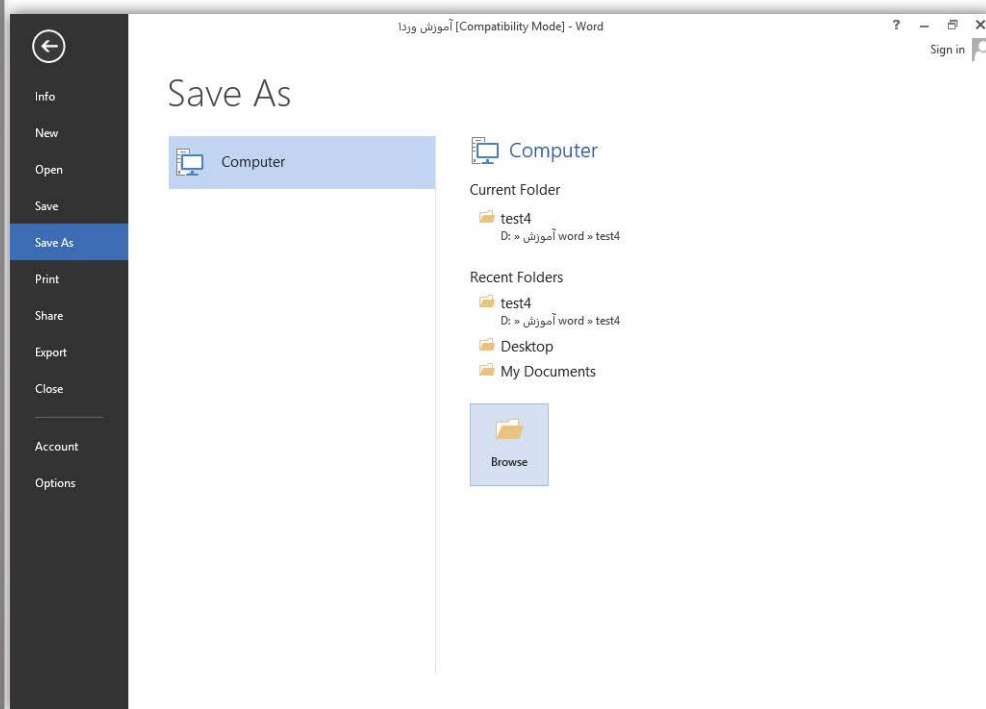 آموزش وردا [Compatibility Mode] - Word
?
Sign in
Info
New
Open
Save
Save As
Print
Share
Export
Close
Account
Options
Save As
Computer
Computer
Current Folder
test4
D: » آموزش word » test4
Recent Folders
test4
D: » آموزش word » test4
Desktop
My Documents
Browse